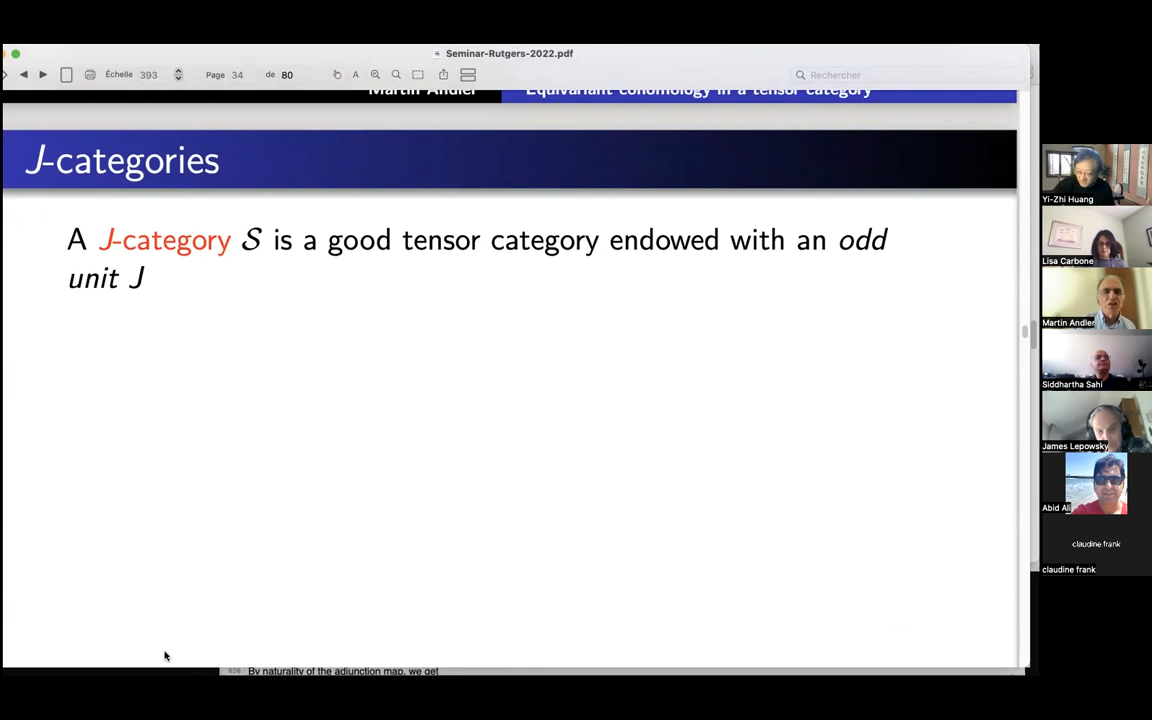 Seminar-Rutgers-2022.pdf
Échelle 393
Page 34 de 80
Rechercher
Martin Andler Equivariant cohomology in a tensor category
J-categories
A J-category 𝒮 is a good tensor category endowed with an odd
unit J
926 By naturality of the adjunction map, we get
Yi-Zhi Huang
Lisa Carbone
Martin Andler
Siddhartha Sahi
James Lepowsky
Abid Ali
claudine frank
claudine frank